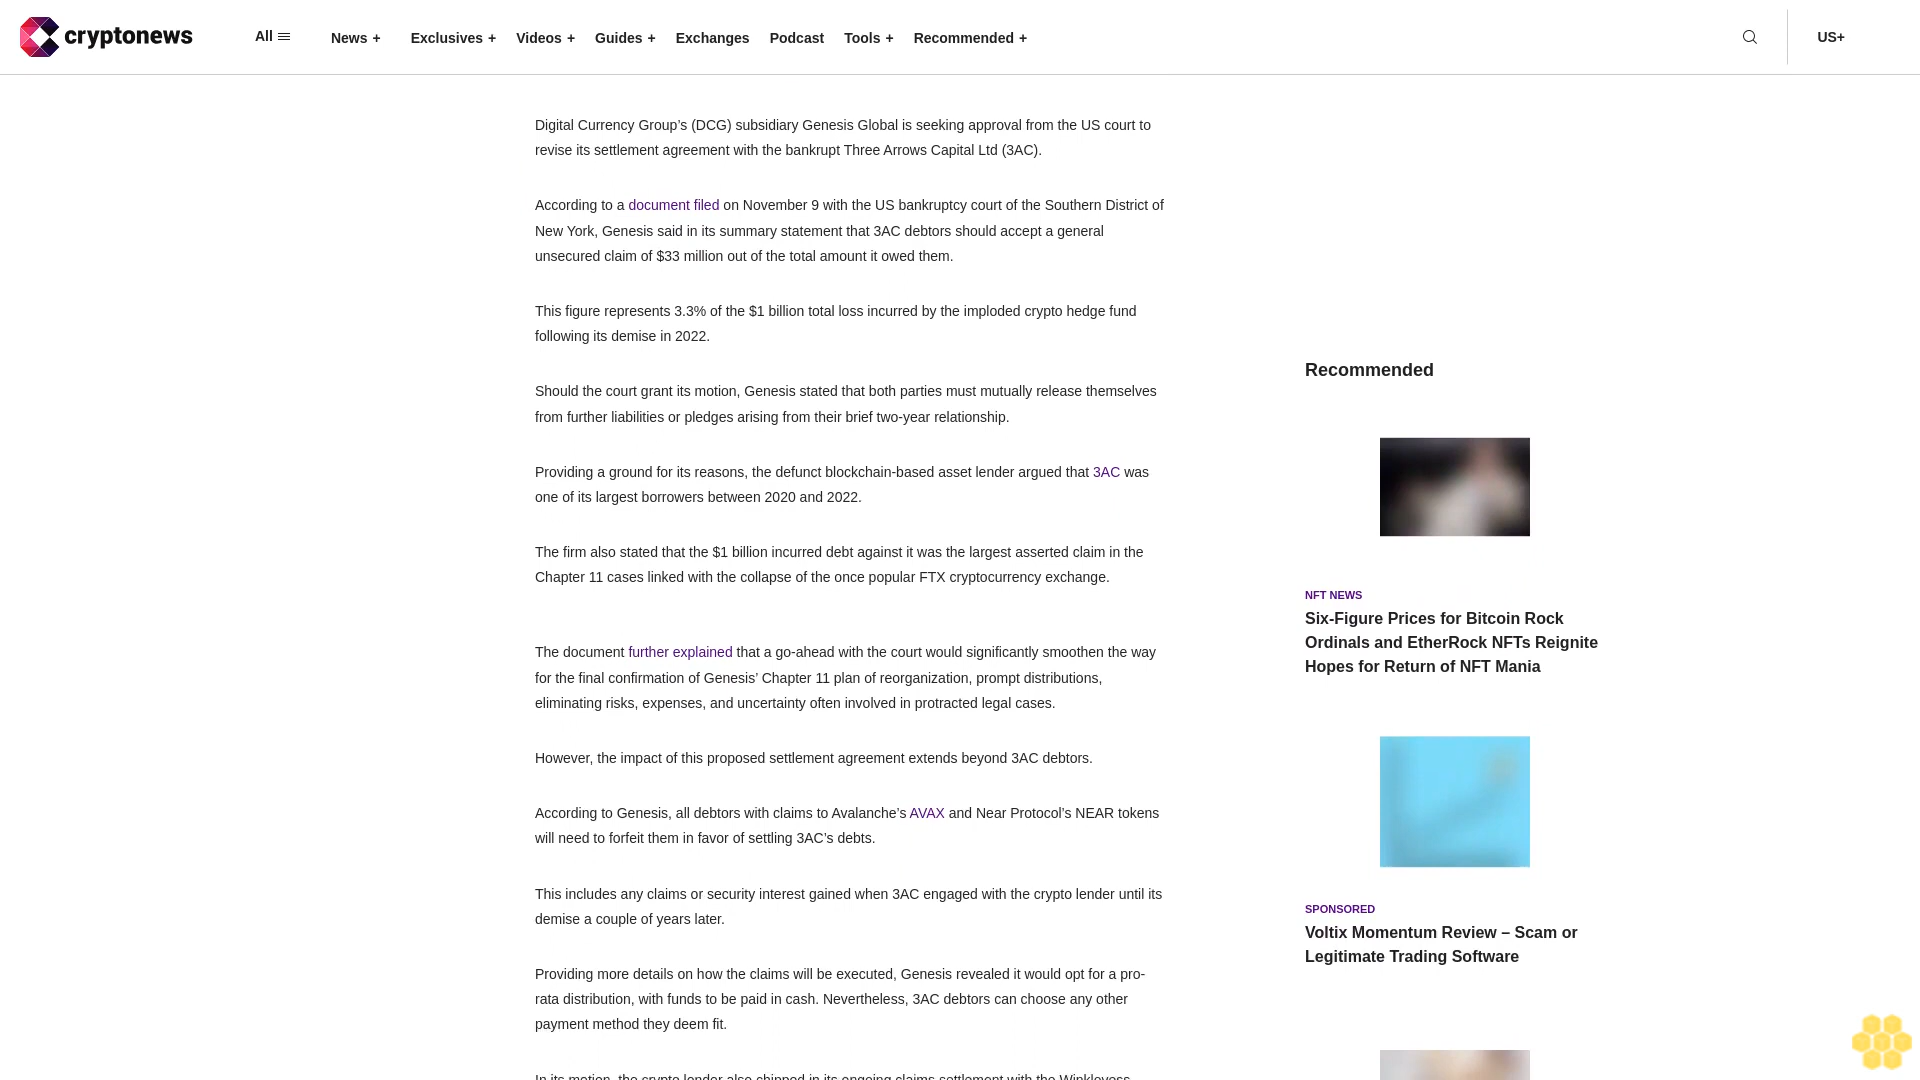 cryptonews
All
News +
Exclusives +
Videos +
Guides +
Exchanges
Podcast
Tools +
Recommended +
US+
Digital Currency Group’s (DCG) subsidiary Genesis Global is seeking approval from the US court to
revise its settlement agreement with the bankrupt Three Arrows Capital Ltd (3AC).
According to a document filed on November 9 with the US bankruptcy court of the Southern District of
New York, Genesis said in its summary statement that 3AC debtors should accept a general
unsecured claim of $33 million out of the total amount it owed them.
This figure represents 3.3% of the $1 billion total loss incurred by the imploded crypto hedge fund
following its demise in 2022.
Should the court grant its motion, Genesis stated that both parties must mutually release themselves
from further liabilities or pledges arising from their brief two-year relationship.
Providing a ground for its reasons, the defunct blockchain-based asset lender argued that 3AC was
one of its largest borrowers between 2020 and 2022.
The firm also stated that the $1 billion incurred debt against it was the largest asserted claim in the
Chapter 11 cases linked with the collapse of the once popular FTX cryptocurrency exchange.
The document further explained that a go-ahead with the court would significantly smoothen the way
for the final confirmation of Genesis’ Chapter 11 plan of reorganization, prompt distributions,
eliminating risks, expenses, and uncertainty often involved in protracted legal cases.
However, the impact of this proposed settlement agreement extends beyond 3AC debtors.
According to Genesis, all debtors with claims to Avalanche’s AVAX and Near Protocol’s NEAR tokens
will need to forfeit them in favor of settling 3AC’s debts.
This includes any claims or security interest gained when 3AC engaged with the crypto lender until its
demise a couple of years later.
Providing more details on how the claims will be executed, Genesis revealed it would opt for a pro-
rata distribution, with funds to be paid in cash. Nevertheless, 3AC debtors can choose any other
payment method they deem fit.
In its motion, the crypto lender also chipped in its ongoing claims settlement with the Winklevoss
Recommended
NFT NEWS
Six-Figure Prices for Bitcoin Rock
Ordinals and EtherRock NFTs Reignite
Hopes for Return of NFT Mania
SPONSORED
Voltix Momentum Review – Scam or
Legitimate Trading Software